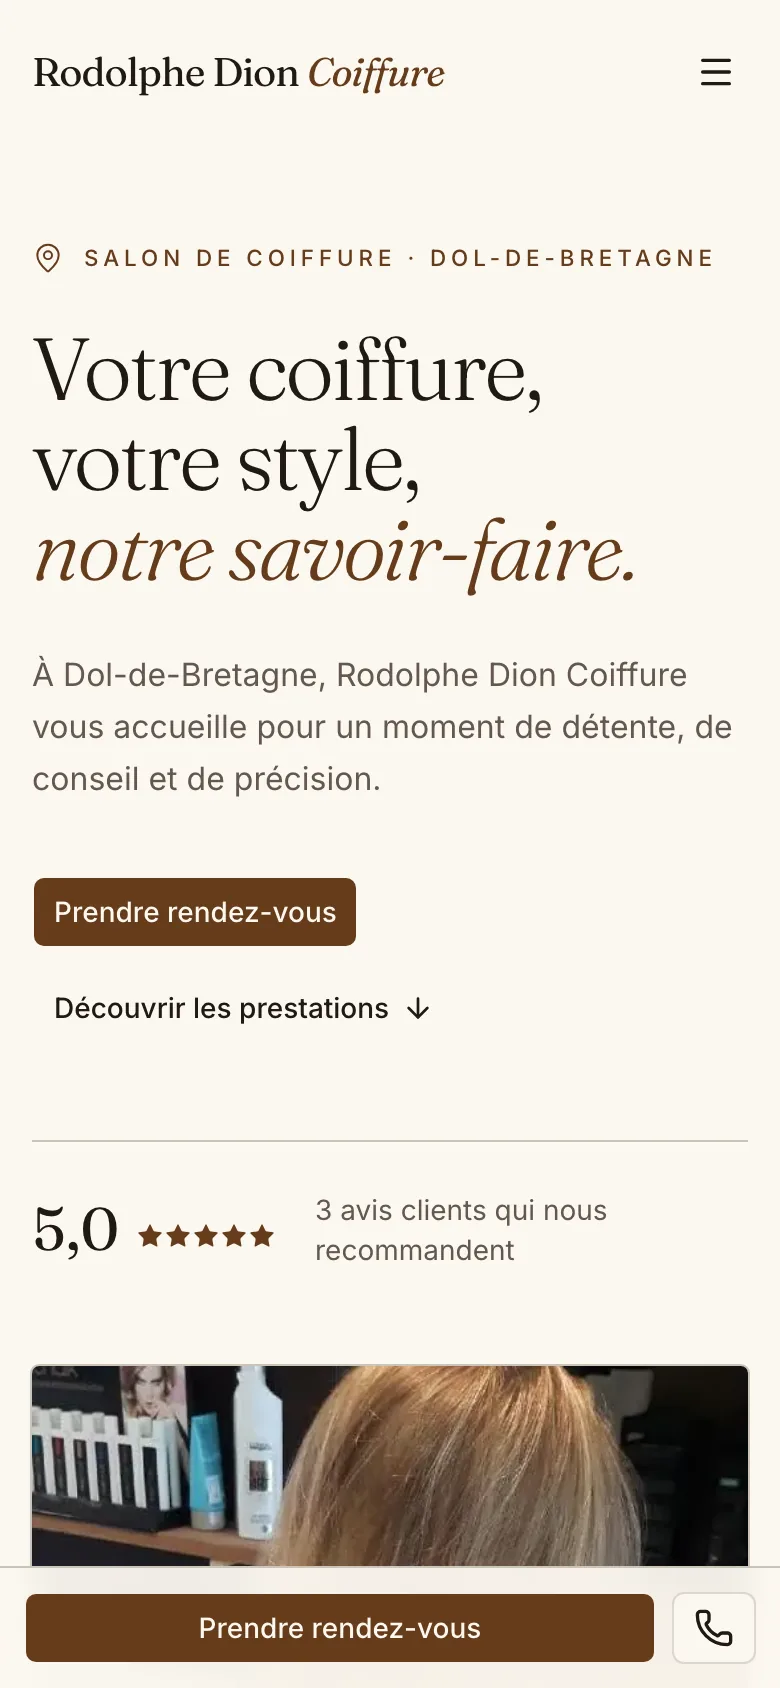 Rodolphe Dion Coiffure
SALON DE COIFFURE · DOL-DE-BRETAGNE
Votre coiffure,
votre style,
notre savoir-faire.
À Dol-de-Bretagne, Rodolphe Dion Coiffure
vous accueille pour un moment de détente, de
conseil et de précision.
Prendre rendez-vous
Découvrir les prestations ↓
5,0 ★★★★★
3 avis clients qui nous
recommandent
Prendre rendez-vous